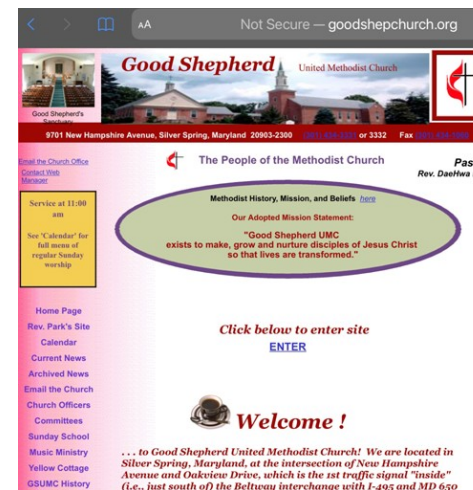 AA
Not Secure — goodshepchurch.org
Good Shepherd
United Methodist Church
Good Shepherd's
Sanctuary
9701 New Hampshire Avenue, Silver Spring, Maryland 20903-2300 or 3332 Fax
Email the Church Office
Contact Web
Manager
The People of the Methodist Church
Pas
Rev. DaeHwa
Service at 11:00
am
See 'Calendar' for
full menu of
regular Sunday
worship
Methodist History, Mission, and Beliefs here
Our Adopted Mission Statement:
"Good Shepherd UMC
exists to make, grow and nurture disciples of Jesus Christ
so that lives are transformed."
Click below to enter site
ENTER
Home Page
Rev. Park's Site
Calendar
Current News
Archived News
Email the Church
Church Officers
Committees
Sunday School
Music Ministry
Yellow Cottage
GSUMC History
Welcome !
. . . to Good Shepherd United Methodist Church! We are located in
Silver Spring, Maryland, at the intersection of New Hampshire
Avenue and Oakview Drive, which is the 1st traffic signal "inside"
(i.e., just south of) the Beltway interchange with I-495 and MD 650